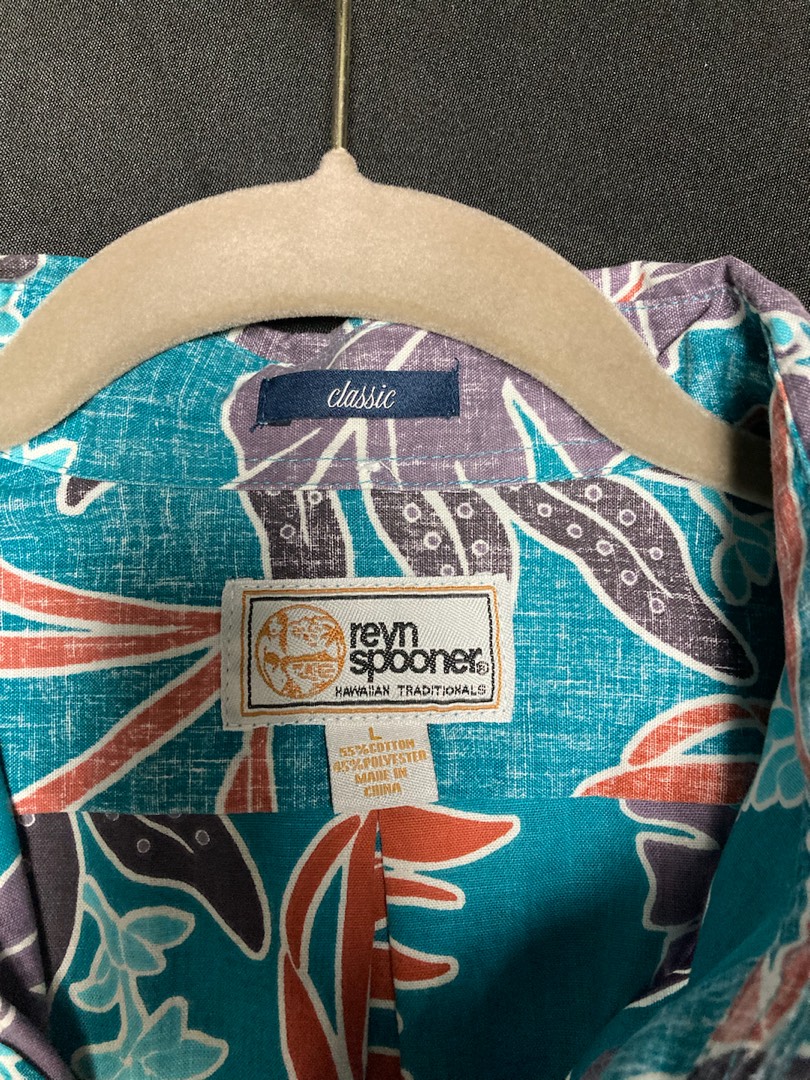 classic
reyn
spooner®
HAWAIIAN TRADITIONALS
L
55%COTTON
45%POLYESTER
MADE IN
CHINA